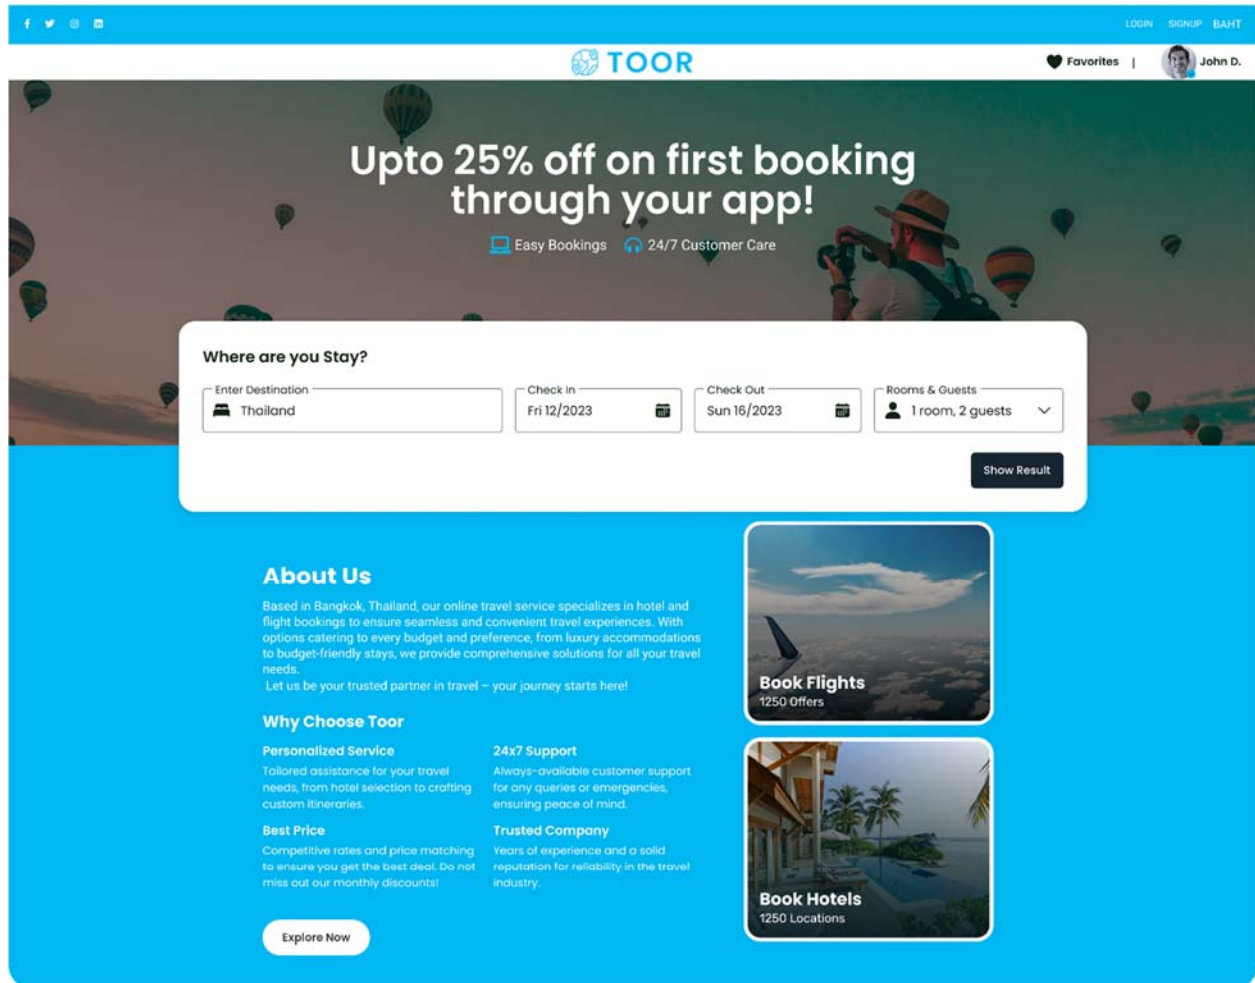 LOGIN SIGNUP BAHT
TOOR
Favorites | John D.
Upto 25% off on first booking
through your app!
Easy Bookings 24/7 Customer Care
Where are you Stay?
Enter Destination
Thailand
Check In
Fri 12/2023
Check Out
Sun 16/2023
Rooms & Guests
1 room, 2 guests
Show Result
About Us
Based in Bangkok, Thailand, our online travel service specializes in hotel and
flight bookings to ensure seamless and convenient travel experiences. With
options catering to every budget and preference, from luxury accommodations
to budget-friendly stays, we provide comprehensive solutions for all your travel
needs.
Let us be your trusted partner in travel – your journey starts here!
Why Choose Toor
Personalized Service
Tailored assistance for your travel
needs, from hotel selection to crafting
custom itineraries.
24x7 Support
Always-available customer support
for any queries or emergencies,
ensuring peace of mind.
Best Price
Competitive rates and price matching
to ensure you get the best deal. Do not
miss out our monthly discounts!
Trusted Company
Years of experience and a solid
reputation for reliability in the travel
industry.
Explore Now
Book Flights
1250 Offers
Book Hotels
1250 Locations